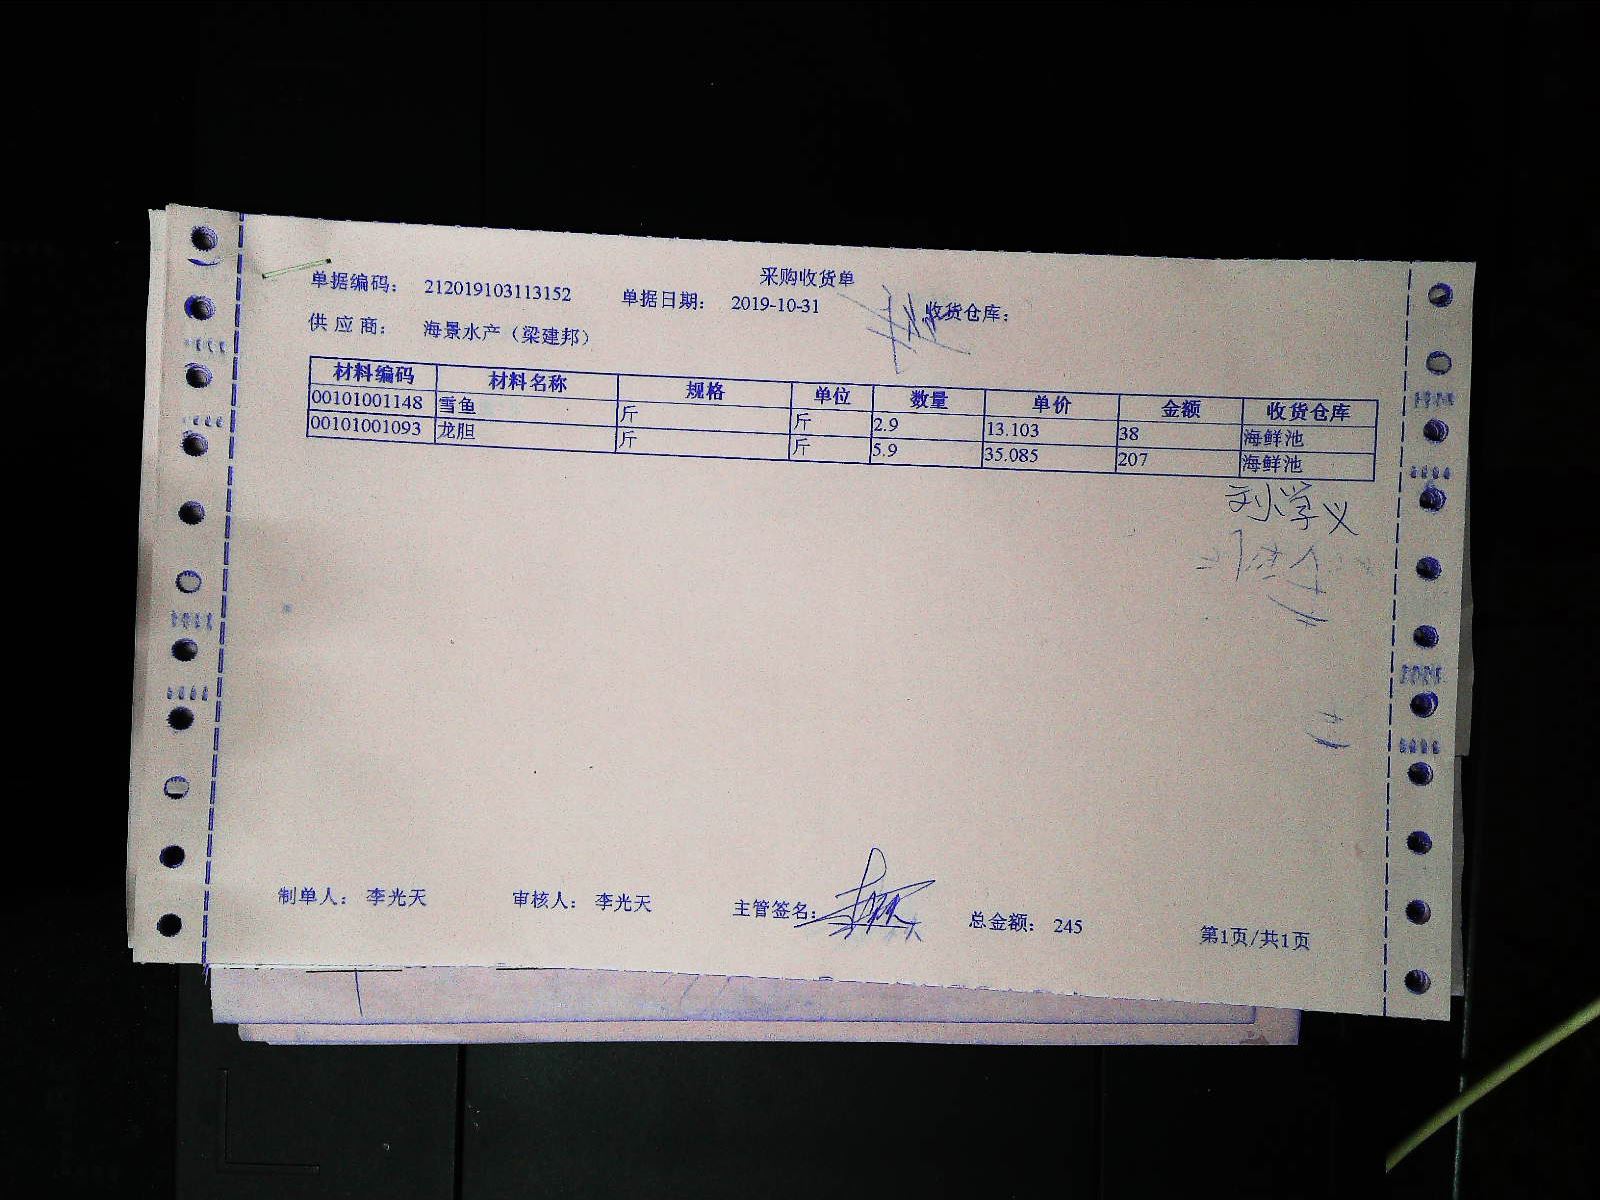 采购收货单
单据编码： 212019103113152 单据日期： 2019-10-31 收货仓库：
供 应 商： 海景水产（梁建邦）
材料编码 材料名称 规格 单位 数量 单价 金额 收货仓库
00101001148 雪鱼 斤 斤 2.9 13.103 38 海鲜池
00101001093 龙胆 斤 斤 5.9 35.085 207 海鲜池
刘学义
制单人： 李光天 审核人： 李光天 主管签名： 总金额： 245 第1页/共1页